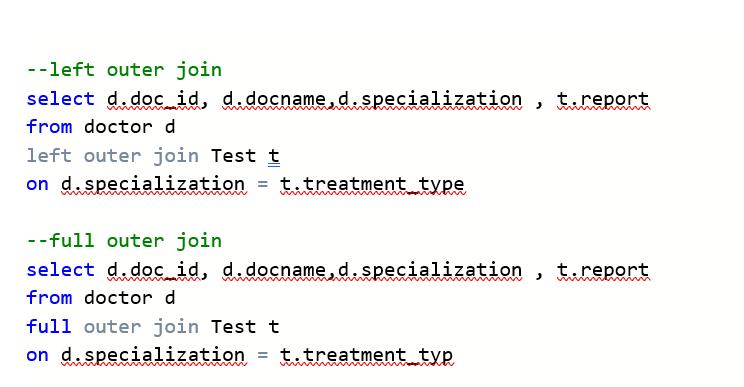 --left outer join
select d.doc_id, d.docname,d.specialization , t.report
from doctor d
left outer join Test t
on d.specialization = t.treatment_type
--full outer join
select d.doc_id, d.docname,d.specialization , t.report
from doctor d
full outer join Test t
on d.specialization = t.treatment_typ